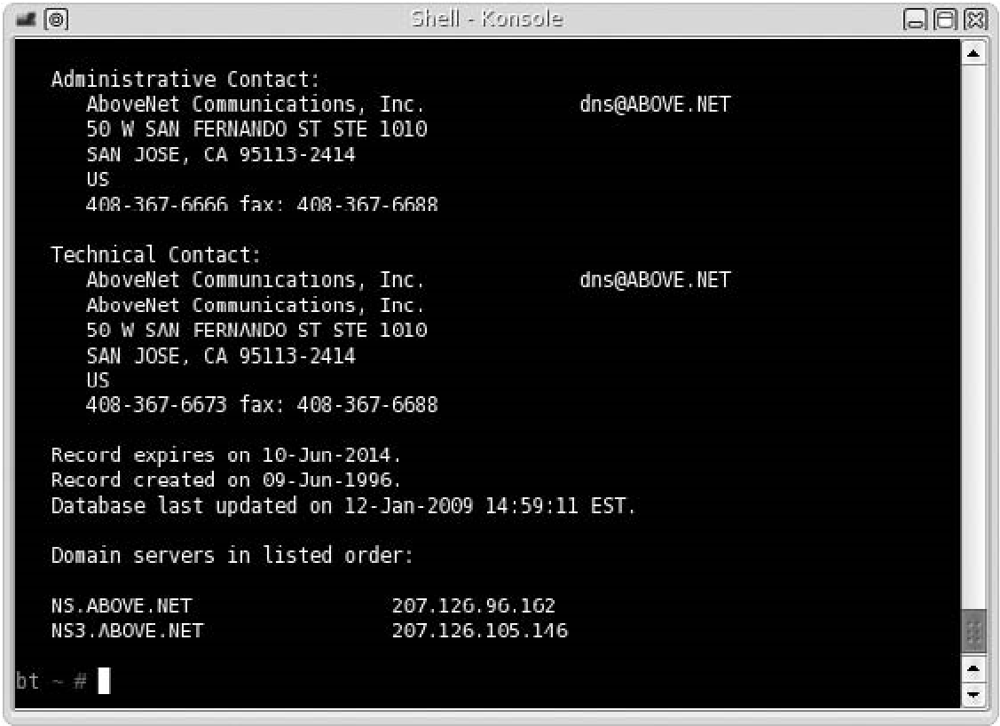 Shell - Konsole
Administrative Contact:
AboveNet Communications, Inc. dns@ABOVE.NET
50 W SAN FERNANDO ST STE 1010
SAN JOSE, CA 95113-2414
US
408-367-6666 fax: 408-367-6688
Technical Contact:
AboveNet Communications, Inc. dns@ABOVE.NET
AboveNet Communications, Inc.
50 W SAN FERNANDO ST STE 1010
SAN JOSE, CA 95113-2414
US
408-367-6673 fax: 408-367-6688
Record expires on 10-Jun-2014.
Record created on 09-Jun-1996.
Database last updated on 12-Jan-2009 14:59:11 EST.
Domain servers in listed order:
NS.ABOVE.NET 207.126.96.162
NS3.ABOVE.NET 207.126.105.146
bt ~ #